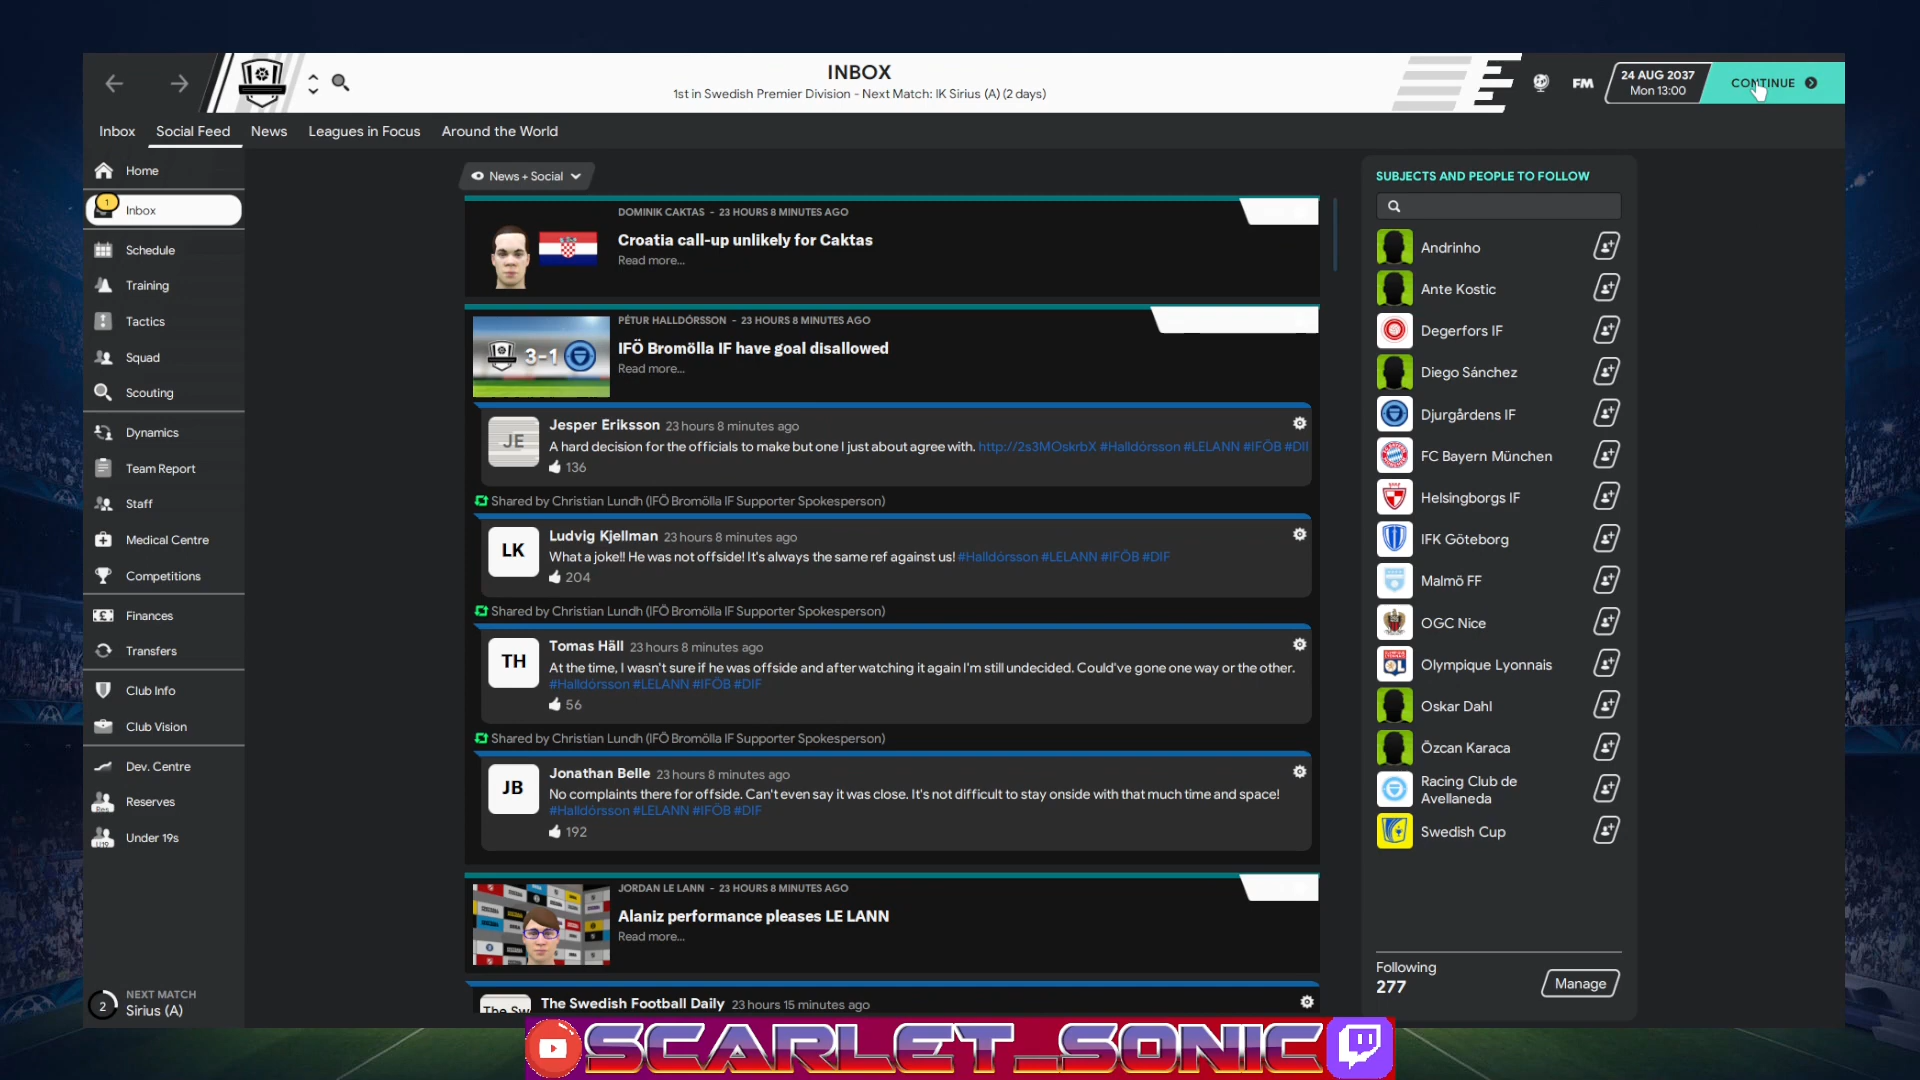 INBOX
1st in Swedish Premier Division - Next Match: IK Sirius (A) (2 days)
FM
24 AUG 2037
Mon 13:00
CONTINUE
Inbox
Social Feed
News
Leagues in Focus
Around the World
Home
1
Inbox
Schedule
Training
Tactics
Squad
Scouting
Dynamics
Team Report
Staff
Medical Centre
Competitions
Finances
Transfers
Club Info
Club Vision
Dev. Centre
Reserves
Under 19s
2
NEXT MATCH
Sirius (A)
News + Social
DOMINIK CAKTAS - 23 HOURS 8 MINUTES AGO
Croatia call-up unlikely for Caktas
Read more...
PÉTUR HALLDÓRSSON - 23 HOURS 8 MINUTES AGO
3-1
IFÖ Bromölla IF have goal disallowed
Read more...
JE
Jesper Eriksson 23 hours 8 minutes ago
A hard decision for the officials to make but one I just about agree with. http://2s3MOskrbX #Halldórsson #LELANN #IFÖB #DI
136
Shared by Christian Lundh (IFÖ Bromölla IF Supporter Spokesperson)
LK
Ludvig Kjellman 23 hours 8 minutes ago
What a joke!! He was not offside! It's always the same ref against us! #Halldórsson #LELANN #IFÖB #DIF
204
Shared by Christian Lundh (IFÖ Bromölla IF Supporter Spokesperson)
TH
Tomas Häll 23 hours 8 minutes ago
At the time, I wasn't sure if he was offside and after watching it again I'm still undecided. Could've gone one way or the other.
#Halldórsson #LELANN #IFÖB #DIF
56
Shared by Christian Lundh (IFÖ Bromölla IF Supporter Spokesperson)
JB
Jonathan Belle 23 hours 8 minutes ago
No complaints there for offside. Can't even say it was close. It's not difficult to stay onside with that much time and space!
#Halldórsson #LELANN #IFÖB #DIF
192
JORDAN LE LANN - 23 HOURS 8 MINUTES AGO
Alaniz performance pleases LE LANN
Read more...
The Sw
The Swedish Football Daily 23 hours 15 minutes ago
SUBJECTS AND PEOPLE TO FOLLOW
Andrinho
Ante Kostic
Degerfors IF
Diego Sánchez
Djurgårdens IF
FC Bayern München
Helsingborgs IF
IFK Göteborg
Malmö FF
OGC Nice
Olympique Lyonnais
Oskar Dahl
Özcan Karaca
Racing Club de
Avellaneda
Swedish Cup
Following
277
Manage
SCARLET_SONIC